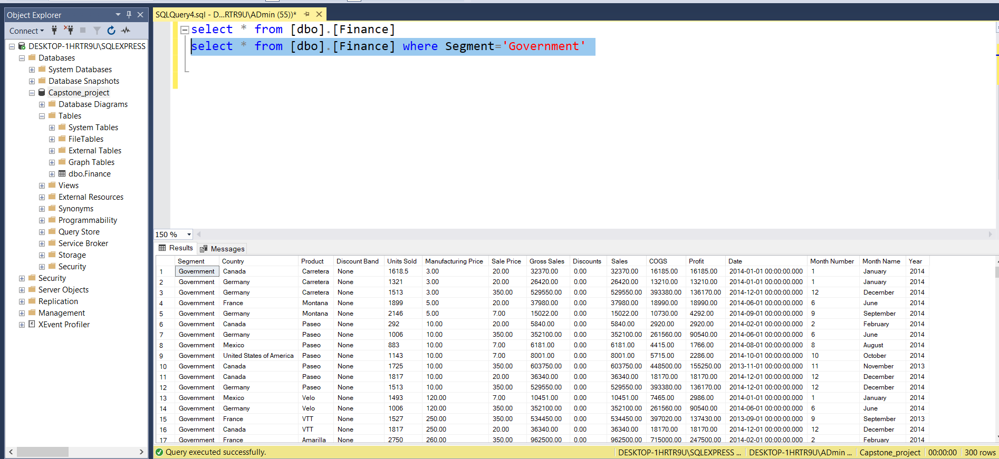 Object Explorer
Connect
DESKTOP-1HRTR9U\SQLEXPRESS
Databases
System Databases
Database Snapshots
Capstone_project
Database Diagrams
Tables
System Tables
FileTables
External Tables
Graph Tables
dbo.Finance
Views
External Resources
Synonyms
Programmability
Query Store
Service Broker
Storage
Security
Security
Server Objects
Replication
Management
XEvent Profiler
SQLQuery4.sql - D...RTR9U\ADmin (55))*
select * from [dbo].[Finance]
select * from [dbo].[Finance] where Segment='Government'
150 %
Results Messages
Segment Country Product Discount Band Units Sold Manufacturing Price Sale Price Gross Sales Discounts Sales COGS Profit Date Month Number Month Name Year
1 Government Canada Carretera None 1618.5 3.00 20.00 32370.00 0.00 32370.00 16185.00 16185.00 2014-01-01 00:00:00.000 1 January 2014
2 Government Germany Carretera None 1321 3.00 20.00 26420.00 0.00 26420.00 13210.00 13210.00 2014-01-01 00:00:00.000 1 January 2014
3 Government Germany Carretera None 1513 3.00 350.00 529550.00 0.00 529550.00 393380.00 136170.00 2014-12-01 00:00:00.000 12 December 2014
4 Government France Montana None 1899 5.00 20.00 37980.00 0.00 37980.00 18990.00 18990.00 2014-06-01 00:00:00.000 6 June 2014
5 Government Germany Montana None 2146 5.00 7.00 15022.00 0.00 15022.00 10730.00 4292.00 2014-09-01 00:00:00.000 9 September 2014
6 Government Canada Paseo None 292 10.00 20.00 5840.00 0.00 5840.00 2920.00 2920.00 2014-02-01 00:00:00.000 2 February 2014
7 Government Germany Paseo None 1006 10.00 350.00 352100.00 0.00 352100.00 261560.00 90540.00 2014-06-01 00:00:00.000 6 June 2014
8 Government Mexico Paseo None 883 10.00 7.00 6181.00 0.00 6181.00 4415.00 1766.00 2014-08-01 00:00:00.000 8 August 2014
9 Government United States of America Paseo None 1143 10.00 7.00 8001.00 0.00 8001.00 5715.00 2286.00 2014-10-01 00:00:00.000 10 October 2014
10 Government Canada Paseo None 1725 10.00 350.00 603750.00 0.00 603750.00 448500.00 155250.00 2013-11-01 00:00:00.000 11 November 2013
11 Government Canada Paseo None 1817 10.00 20.00 36340.00 0.00 36340.00 18170.00 18170.00 2014-12-01 00:00:00.000 12 December 2014
12 Government Germany Paseo None 1513 10.00 350.00 529550.00 0.00 529550.00 393380.00 136170.00 2014-12-01 00:00:00.000 12 December 2014
13 Government Mexico Velo None 1493 120.00 7.00 10451.00 0.00 10451.00 7465.00 2986.00 2014-01-01 00:00:00.000 1 January 2014
14 Government Germany Velo None 1006 120.00 350.00 352100.00 0.00 352100.00 261560.00 90540.00 2014-06-01 00:00:00.000 6 June 2014
15 Government France VTT None 1527 250.00 350.00 534450.00 0.00 534450.00 397020.00 137430.00 2013-09-01 00:00:00.000 9 September 2013
16 Government Canada VTT None 1817 250.00 20.00 36340.00 0.00 36340.00 18170.00 18170.00 2014-12-01 00:00:00.000 12 December 2014
17 Government France Amarilla None 2750 260.00 350.00 962500.00 0.00 962500.00 715000.00 247500.00 2014-02-01 00:00:00.000 2 February 2014
Query executed successfully. DESKTOP-1HRTR9U\SQLEXPRESS ... DESKTOP-1HRTR9U\ADmin ... Capstone_project 00:00:00 300 rows